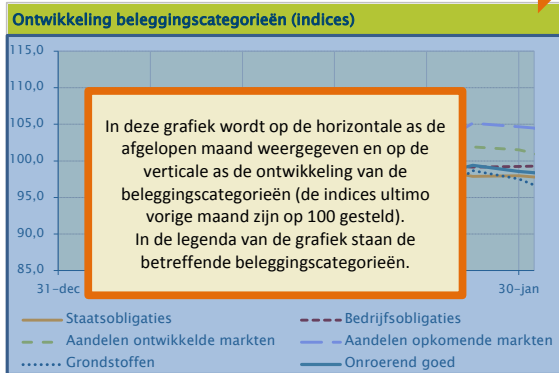 Ontwikkeling beleggingscategorieën (indices)
115,0
110,0
105,0
100,0
95,0
90,0
85,0
In deze grafiek wordt op de horizontale as de
afgelopen maand weergegeven en op de
verticale as de ontwikkeling van de
beleggingscategorieën (de indices ultimo
vorige maand zijn op 100 gesteld).
In de legenda van de grafiek staan de
betreffende beleggingscategorieën.
31-dec 30-jan
Staatsobligaties Bedrijfsobligaties
Aandelen ontwikkelde markten Aandelen opkomende markten
Grondstoffen Onroerend goed